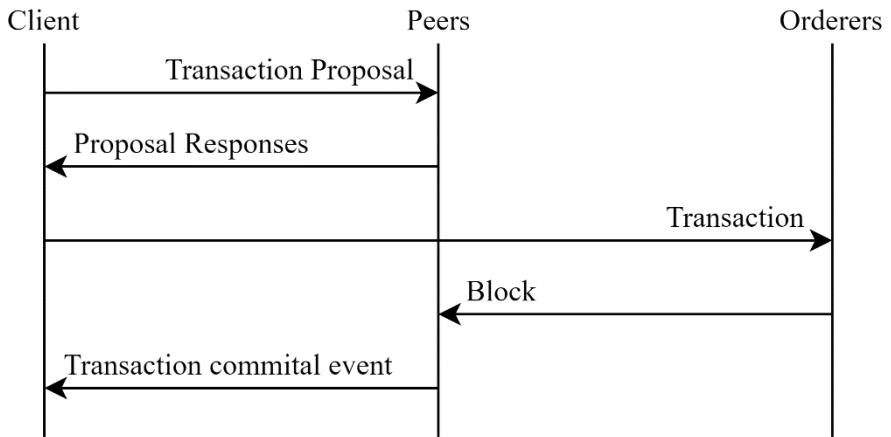 Client
Peers
Orderers
Transaction Proposal
Proposal Responses
Transaction
Block
Transaction commital event